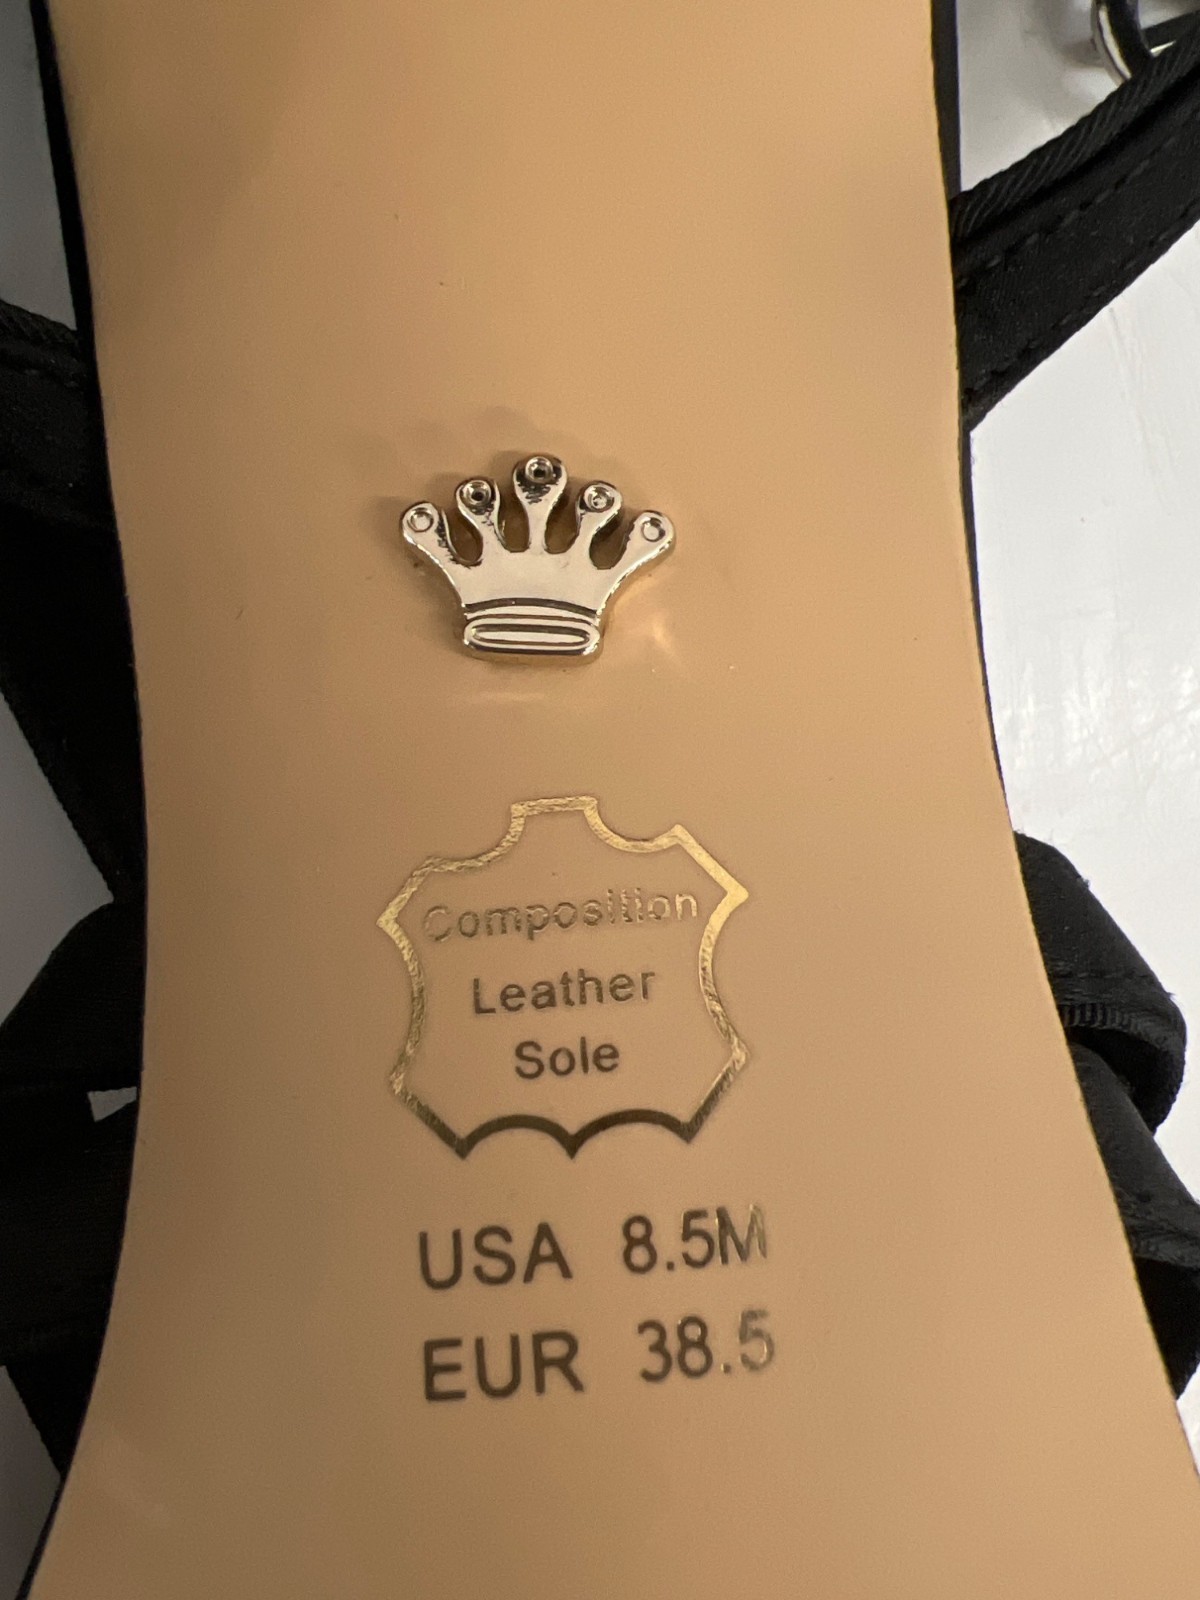 Composition
Leather
Sole
USA 8.5M
EUR 38.5